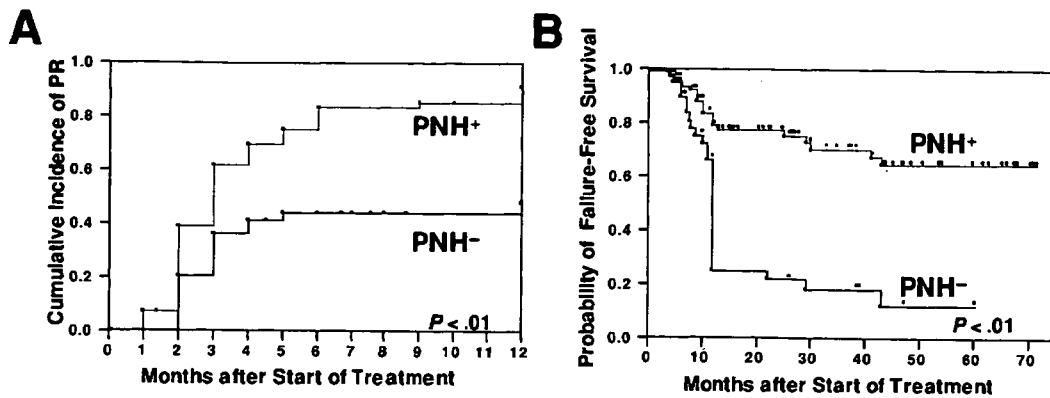 A
Cumulative Incidence of PR
1.0
0.8
0.6
0.4
0.2
0.0
PNH+
PNH−
P < .01
0 1 2 3 4 5 6 7 8 9 10 12
Months after Start of Treatment
B
Probability of Failure-Free Survival
1.0
0.8
0.6
0.4
0.2
0.0
PNH+
PNH−
P < .01
0 10 20 30 40 50 60 70
Months after Start of Treatment